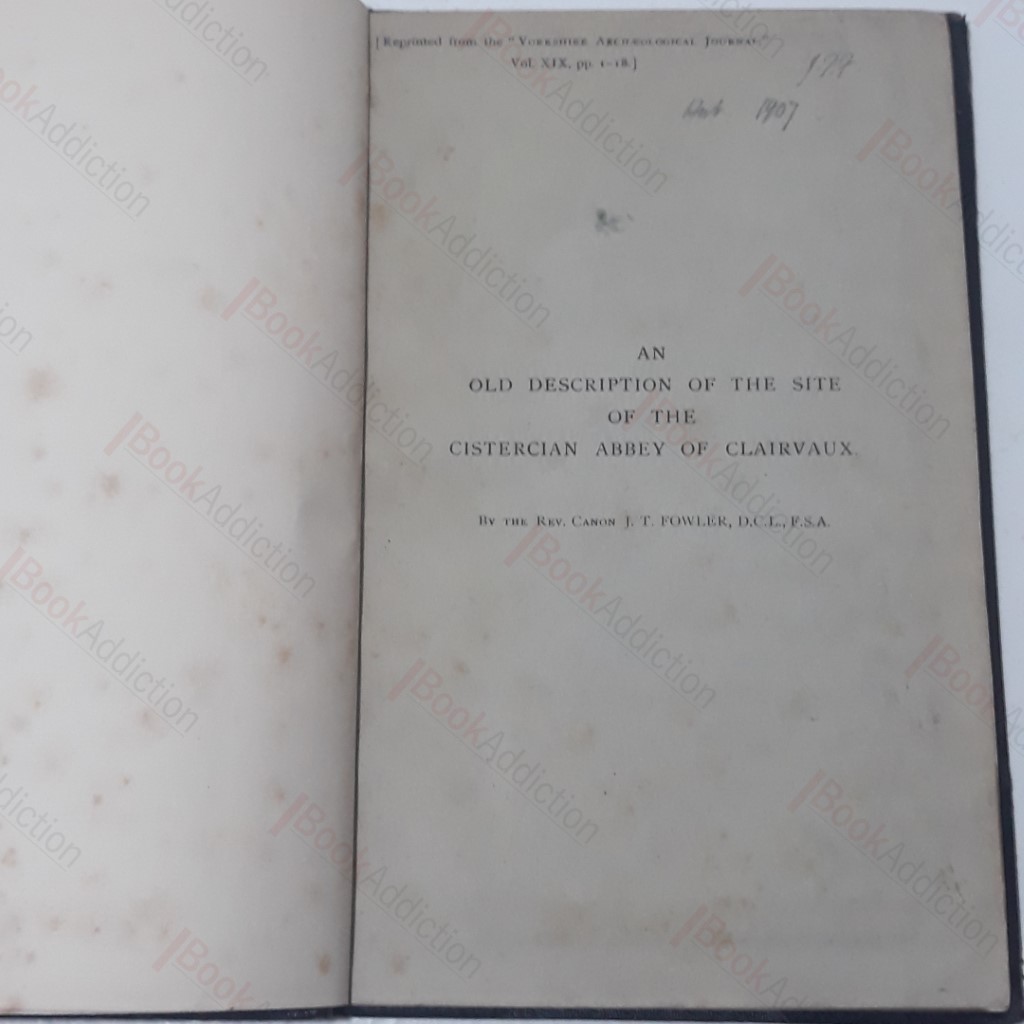 [Reprinted from the "Yorkshire Archæological Journal,"
Vol. XIX, pp. 1–18.]
1907
AN
OLD DESCRIPTION OF THE SITE
OF THE
CISTERCIAN ABBEY OF CLAIRVAUX.
By the Rev. Canon J. T. FOWLER, D.C.L., F.S.A.
BookAddiction